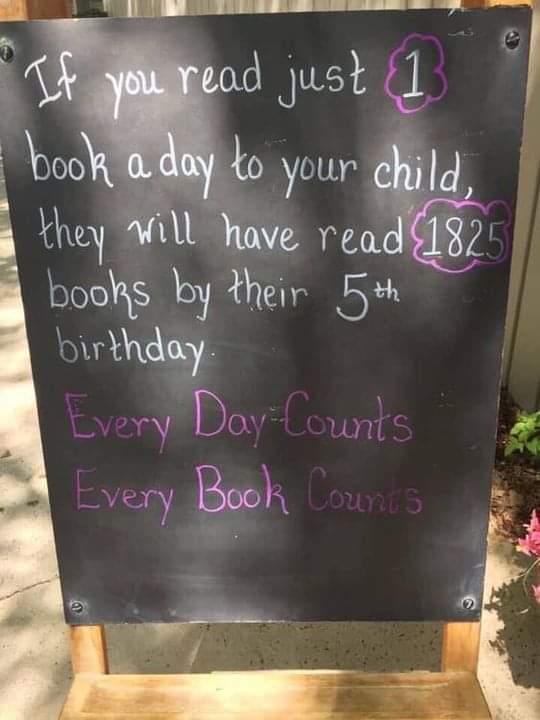 If you read just 1
book a day to your child,
they will have read 1825
books by their 5th
birthday.
Every Day Counts
Every Book Counts